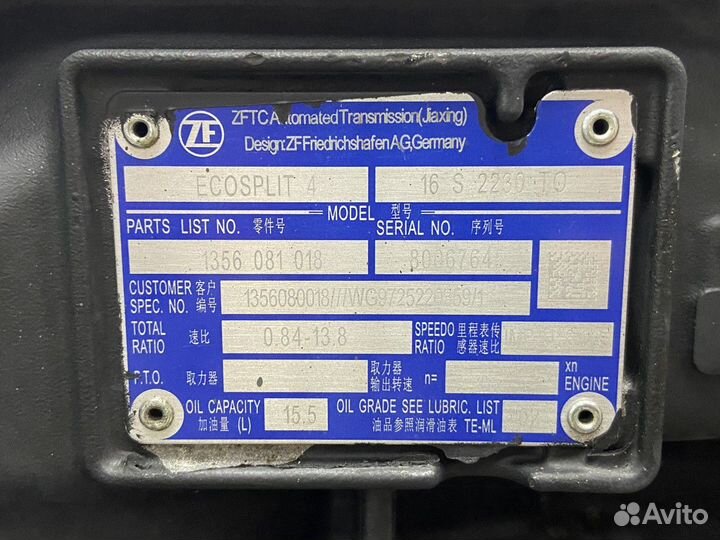 ZF
ZFTC Automated Transmission(Jiaxing)
Design:ZF Friedrichshafen AG,Germany
ECOSPLIT 4 16 S 2230 TO
MODEL 型号
PARTS LIST NO. 零件号 SERIAL NO. 序列号
1356 081 018
CUSTOMER 客户
SPEC. NO. 编号
TOTAL RATIO 速比 0.84-13.8 SPEEDO RATIO 里程表传感器速比
P.T.O. 取力器 取力器输出转速 n= xn ENGINE
OIL CAPACITY 加油量 (L) 15.5 OIL GRADE SEE LUBRIC. LIST
油品参照润滑油表 TE-ML 02
Avito